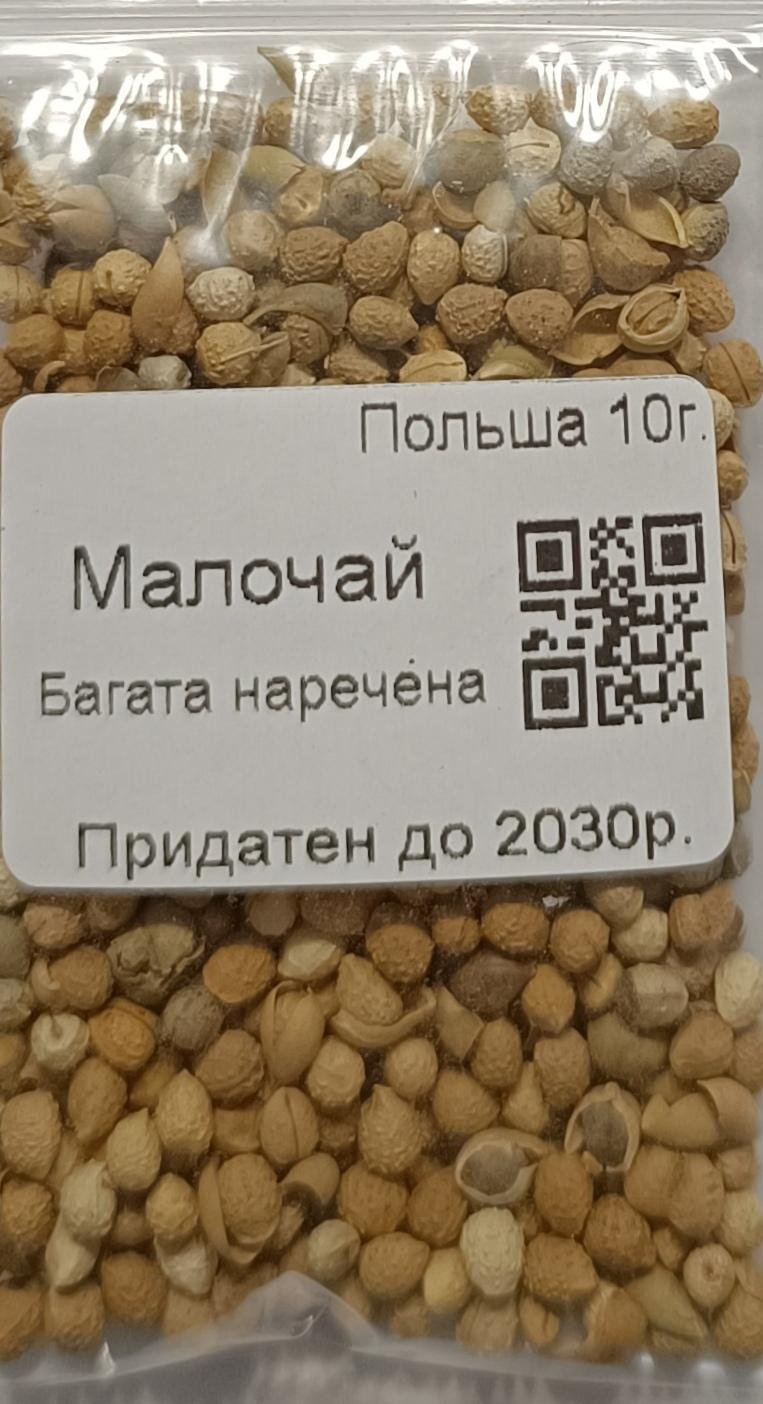 Польша 10г.
Малочай
Багата наречéна
Придатен до 2030р.